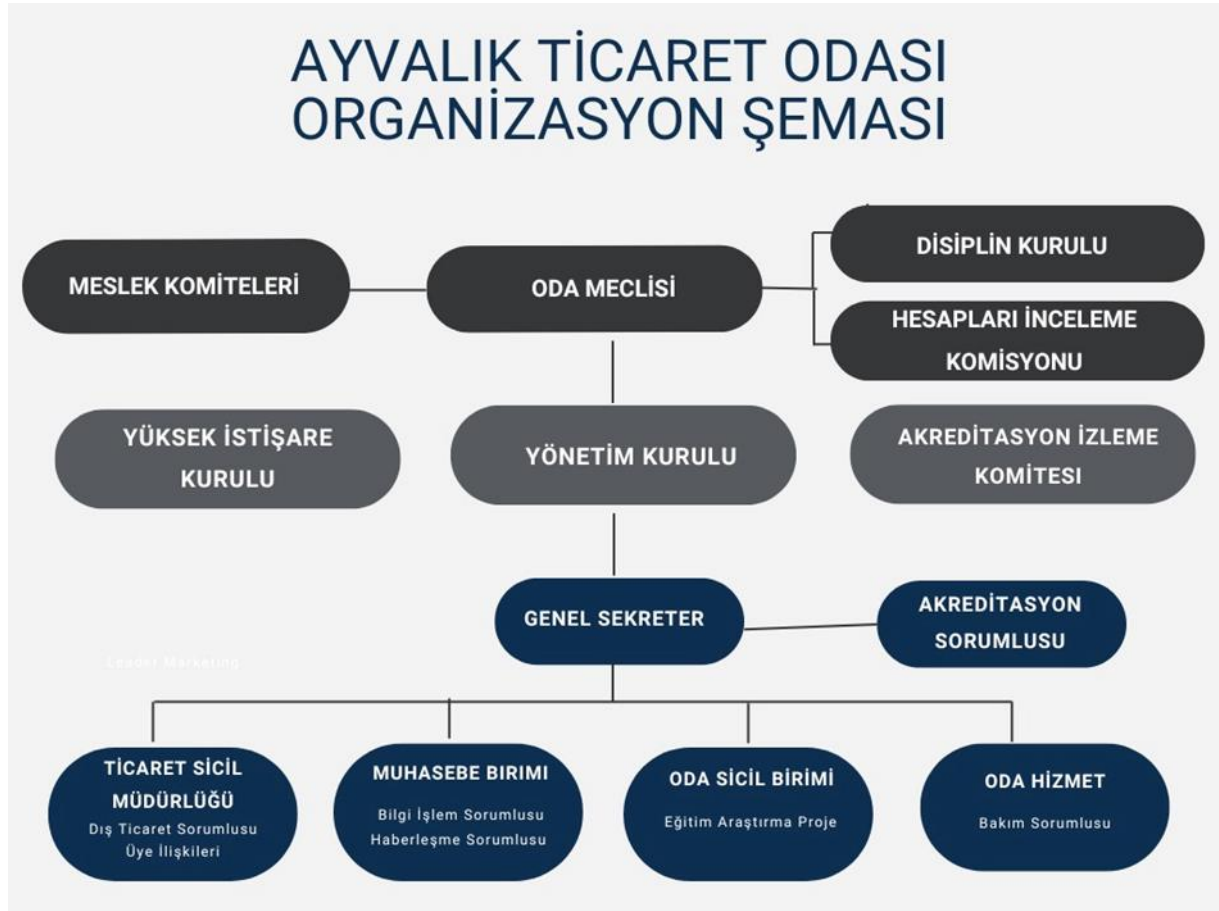 AYVALIK TİCARET ODASI
ORGANİZASYON ŞEMASI
MESLEK KOMİTELERİ
ODA MECLİSİ
DİSİPLİN KURULU
HESAPLARI İNCELEME
KOMİSYONU
YÜKSEK İSTİŞARE
KURULU
YÖNETİM KURULU
AKREDİTASYON İZLEME
KOMİTESI
GENEL SEKRETER
AKREDİTASYON
SORUMLUSU
Leader Marketing
TİCARET SİCİL
MÜDÜRLÜĞÜ
Dış Ticaret Sorumlusu
Üye İlişkileri
MUHASEBE BIRIMI
Bilgi İşlem Sorumlusu
Haberleşme Sorumlusu
ODA SİCİL BİRİMİ
Eğitim Araştırma Proje
ODA HİZMET
Bakım Sorumlusu